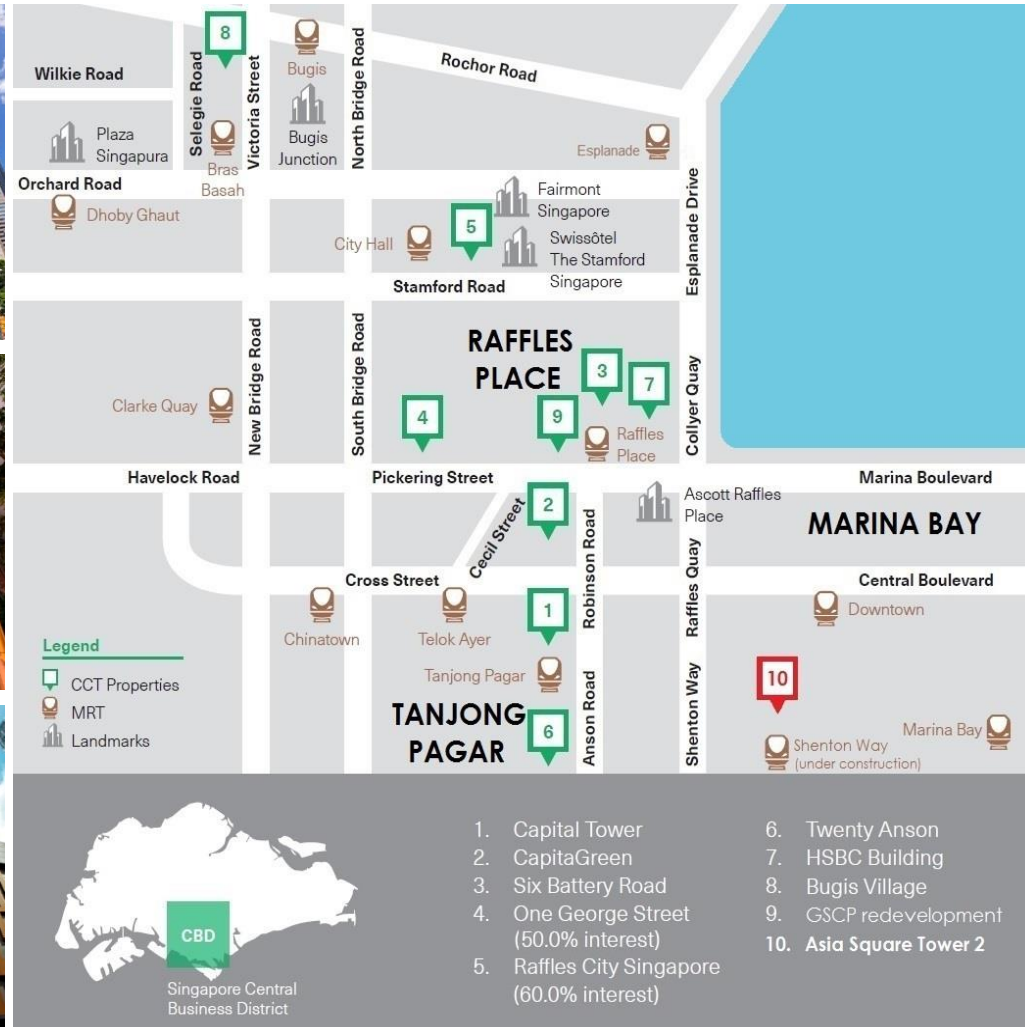 8
Selegie Road
Victoria Street
Bugis
North Bridge Road
Rochor Road
Wilkie Road
Plaza
Singapura
Bras
Basah
Bugis
Junction
Esplanade
Orchard Road
Dhoby Ghaut
City Hall
5
Fairmont
Singapore
Swissôtel
The Stamford
Singapore
Esplanade Drive
Stamford Road
RAFFLES
PLACE
3
7
4
9
Clarke Quay
New Bridge Road
South Bridge Road
Raffles
Place
Collyer Quay
Havelock Road
Pickering Street
Marina Boulevard
2
Cecil Street
Robinson Road
Ascott Raffles
Place
Raffles Quay
MARINA BAY
Cross Street
Central Boulevard
Chinatown
Telok Ayer
1
Downtown
Tanjong Pagar
TANJONG
PAGAR
6
Anson Road
Shenton Way
10
Shenton Way
(under construction)
Marina Bay
Legend
CCT Properties
MRT
Landmarks
CBD
Singapore Central
Business District
1. Capital Tower
2. CapitaGreen
3. Six Battery Road
4. One George Street
(50.0% interest)
5. Raffles City Singapore
(60.0% interest)
6. Twenty Anson
7. HSBC Building
8. Bugis Village
9. GSCP redevelopment
10. Asia Square Tower 2